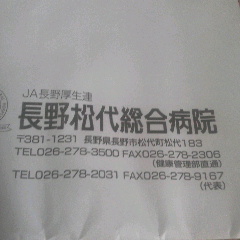 JA長野厚生連
長野松代総合病院
〒381-1231 長野県長野市松代町松代183
TEL026-278-3500 FAX026-278-2306
(健康管理部直通)
TEL026-278-2031 FAX026-278-9167
(代表)